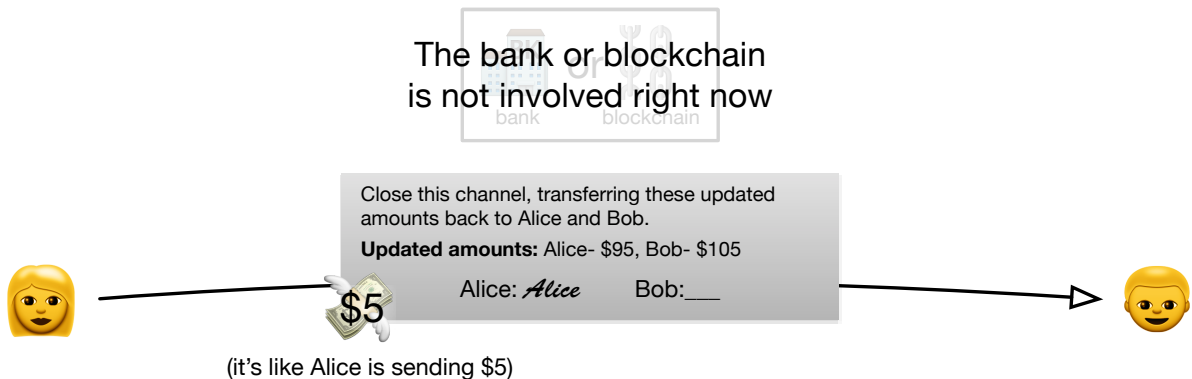 The bank or blockchain
is not involved right now
BK
or
bank
blockchain
Close this channel, transferring these updated
amounts back to Alice and Bob.
Updated amounts: Alice- $95, Bob- $105
Alice: Alice Bob:___
$5
(it's like Alice is sending $5)